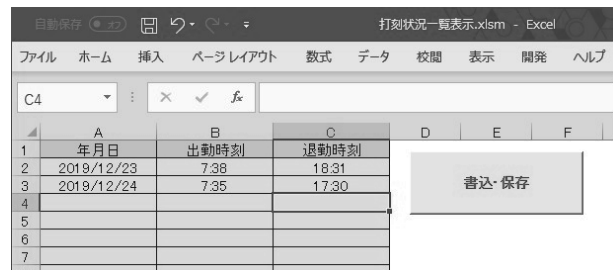 自動保存 オフ 打刻状況一覧表示.xlsm - Excel
ファイル ホーム 挿入 ページ レイアウト 数式 データ 校閲 表示 開発 ヘルプ
C4 fx
A B C D E F
1 年月日 出勤時刻 退勤時刻
2 2019/12/23 7:38 18:31
3 2019/12/24 7:35 17:30
書込・保存
4
5
6
7